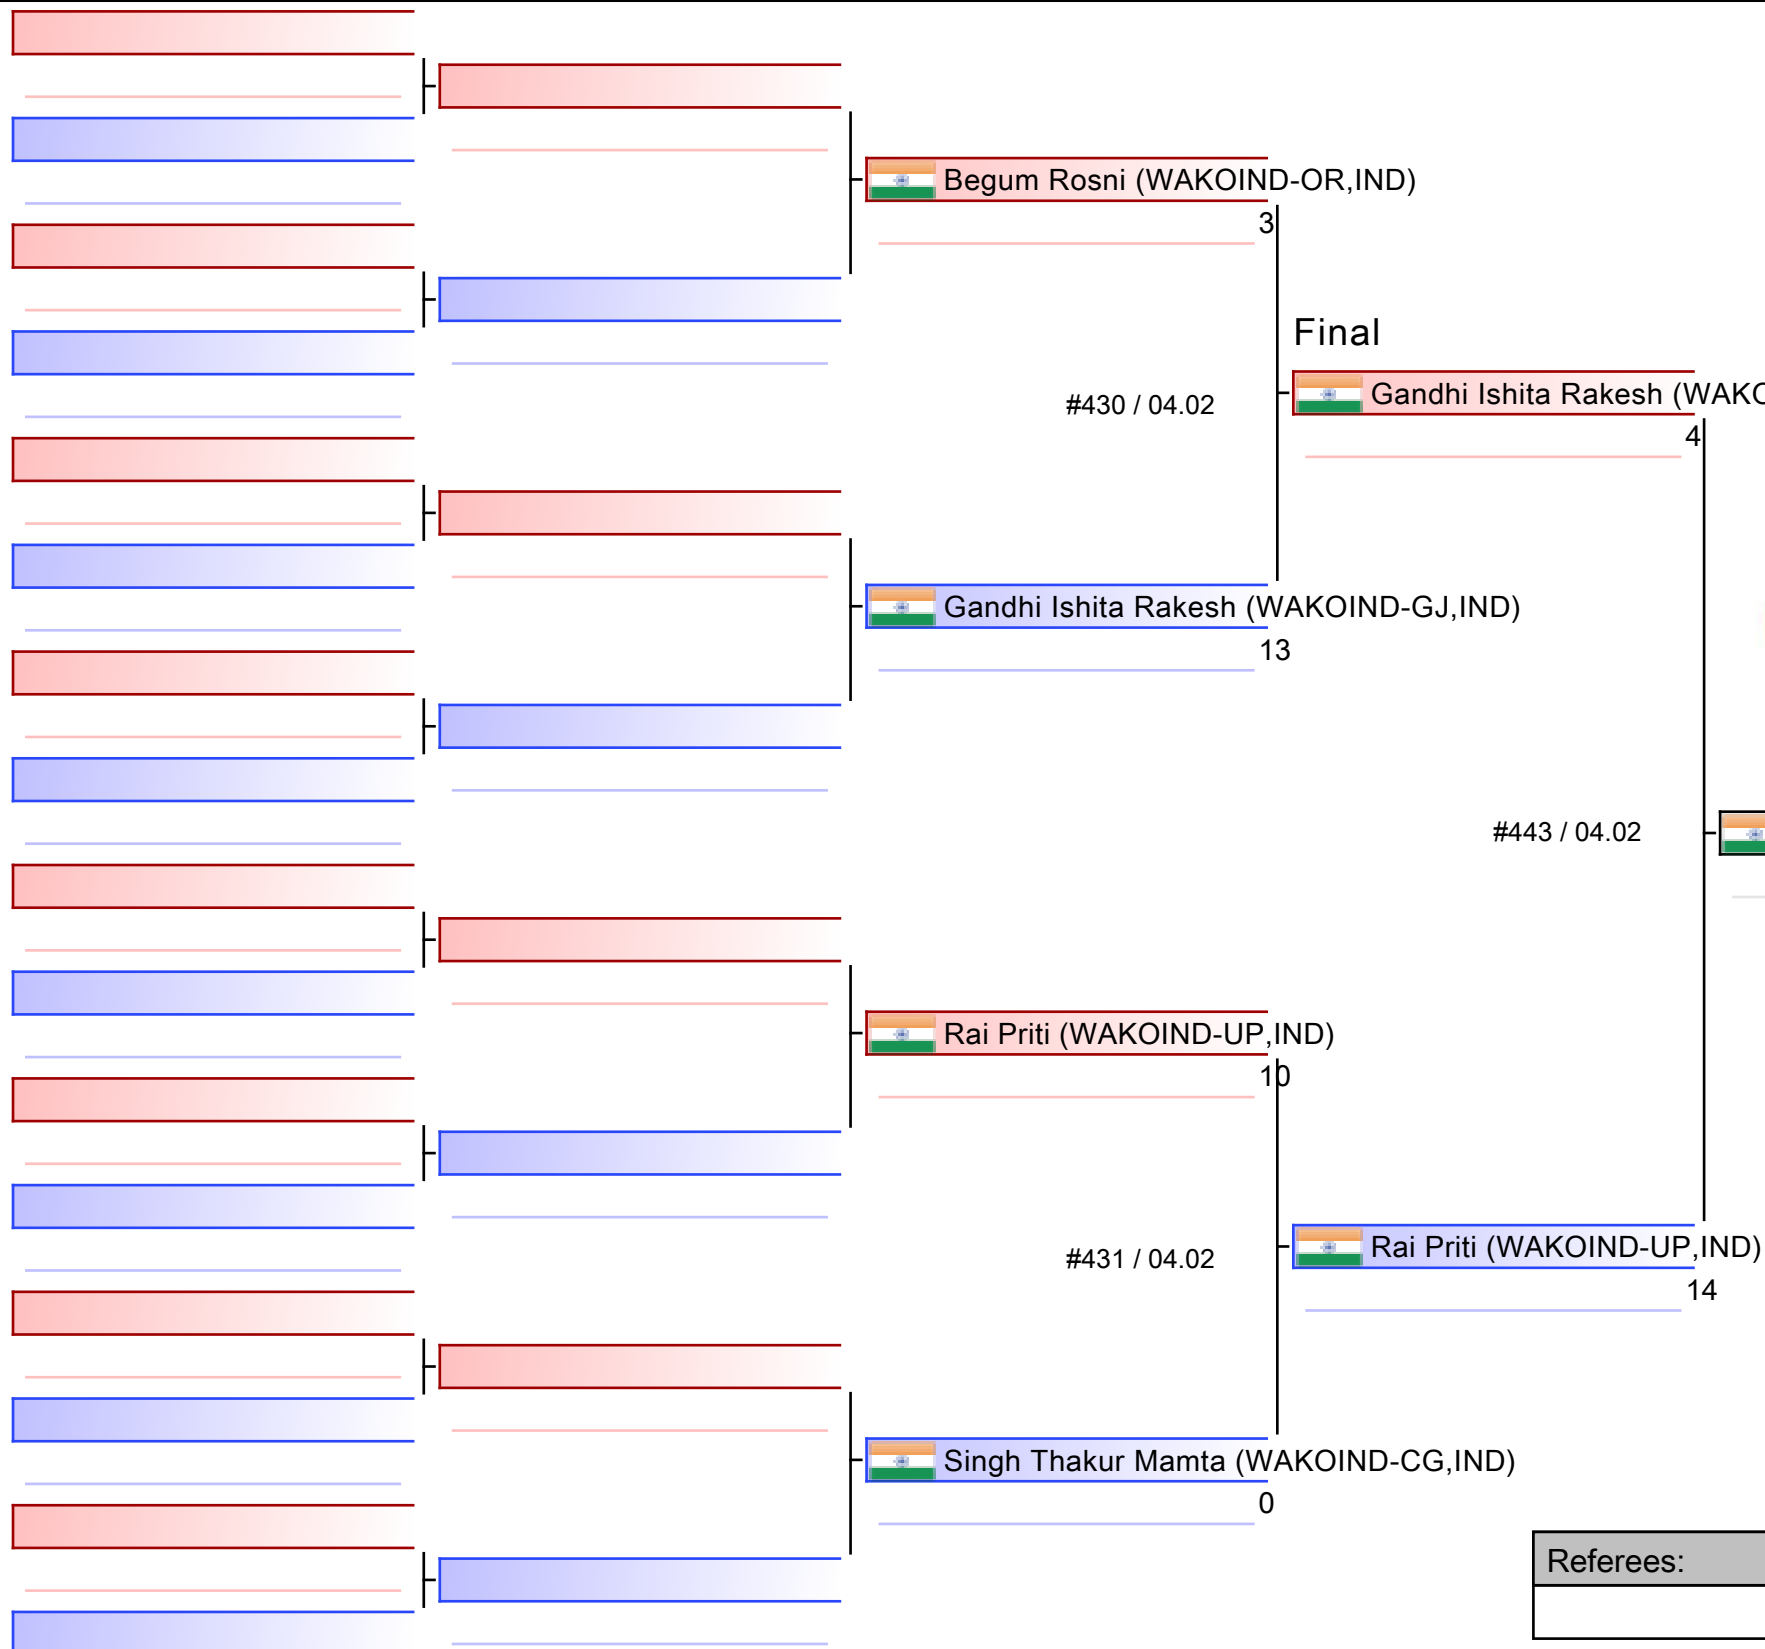 Begum Rosni (WAKOIND-OR,IND)
3
Final
#430 / 04.02
Gandhi Ishita Rakesh (WAKO
4
Gandhi Ishita Rakesh (WAKOIND-GJ,IND)
13
#443 / 04.02
Rai Priti (WAKOIND-UP,IND)
10
#431 / 04.02
Rai Priti (WAKOIND-UP,IND)
14
Singh Thakur Mamta (WAKOIND-CG,IND)
0
Referees: